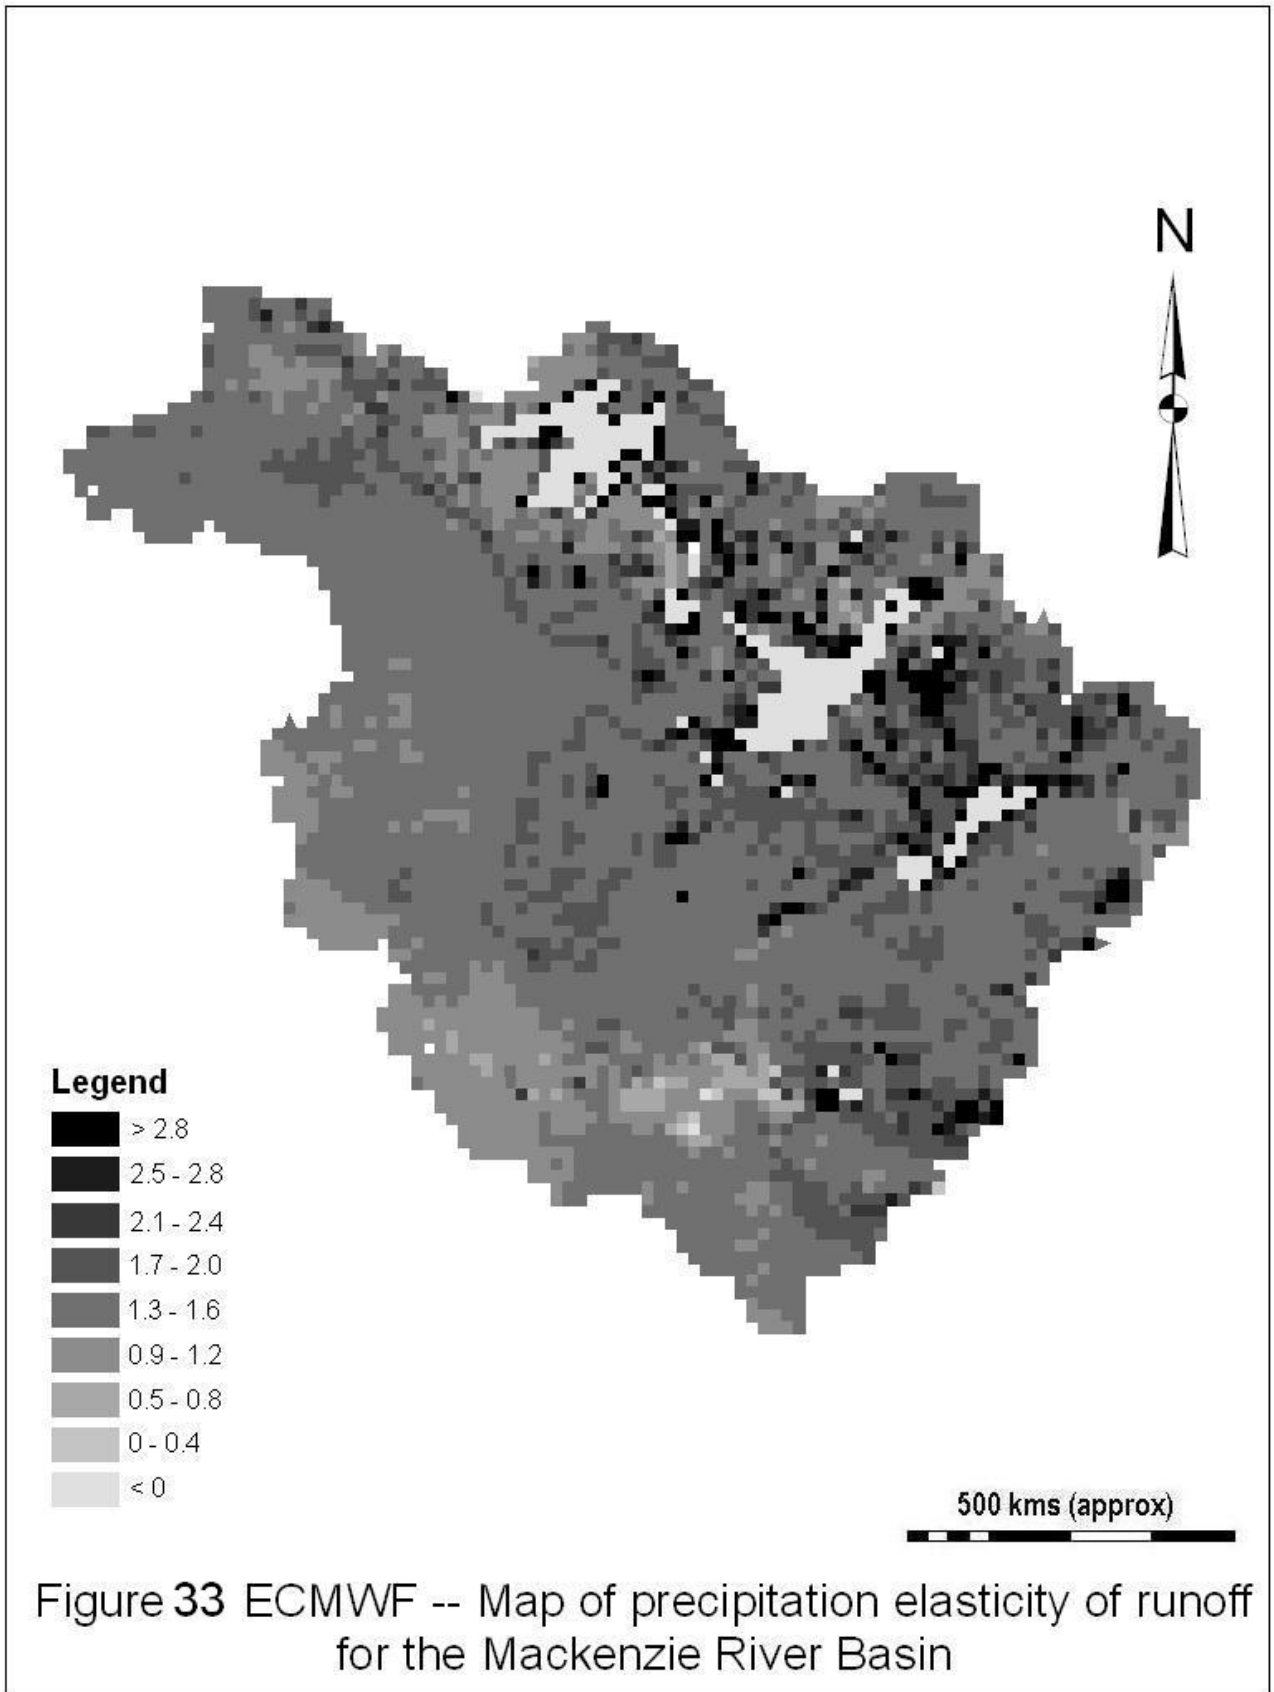 N
Legend
> 2.8
2.5 - 2.8
2.1 - 2.4
1.7 - 2.0
1.3 - 1.6
0.9 - 1.2
0.5 - 0.8
0 - 0.4
< 0
500 kms (approx)
Figure 33 ECMWF -- Map of precipitation elasticity of runoff
for the Mackenzie River Basin